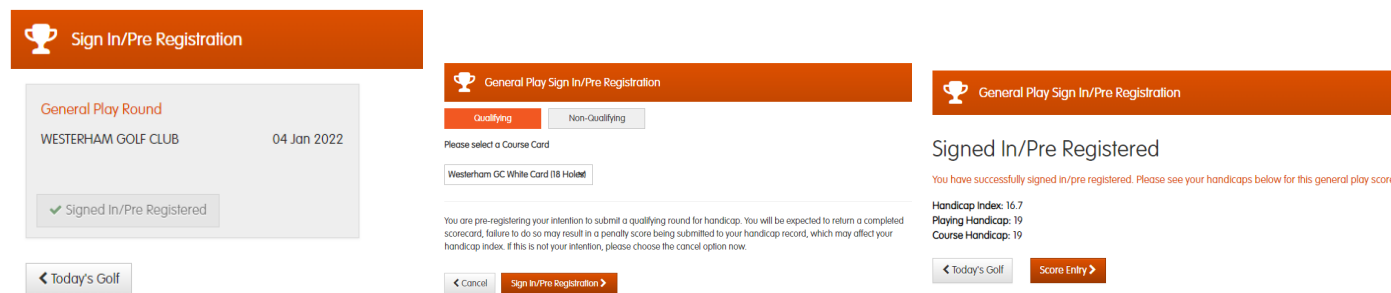 Sign In/Pre Registration
General Play Round
WESTERHAM GOLF CLUB 04 Jan 2022
Signed In/Pre Registered
Today's Golf
General Play Sign In/Pre Registration
Qualifying Non-Qualifying
Please select a Course Card
Westerham GC White Card (18 Holes)
You are pre-registering your intention to submit a qualifying round for handicap. You will be expected to return a completed
scorecard, failure to do so may result in a penalty score being submitted to your handicap record, which may affect your
handicap index. If this is not your intention, please choose the cancel option now.
Cancel Sign In/Pre Registration
General Play Sign In/Pre Registration
Signed In/Pre Registered
You have successfully signed in/pre registered. Please see your handicaps below for this general play score
Handicap Index: 16.7
Playing Handicap: 19
Course Handicap: 19
Today's Golf Score Entry